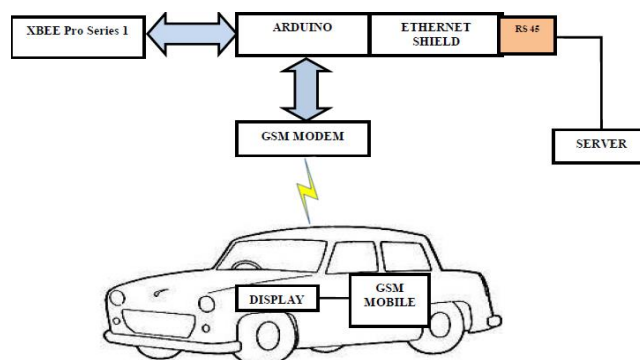 XBEE Pro Series 1
ARDUINO
ETHERNET
SHIELD
RS 45
GSM MODEM
SERVER
DISPLAY
GSM
MOBILE